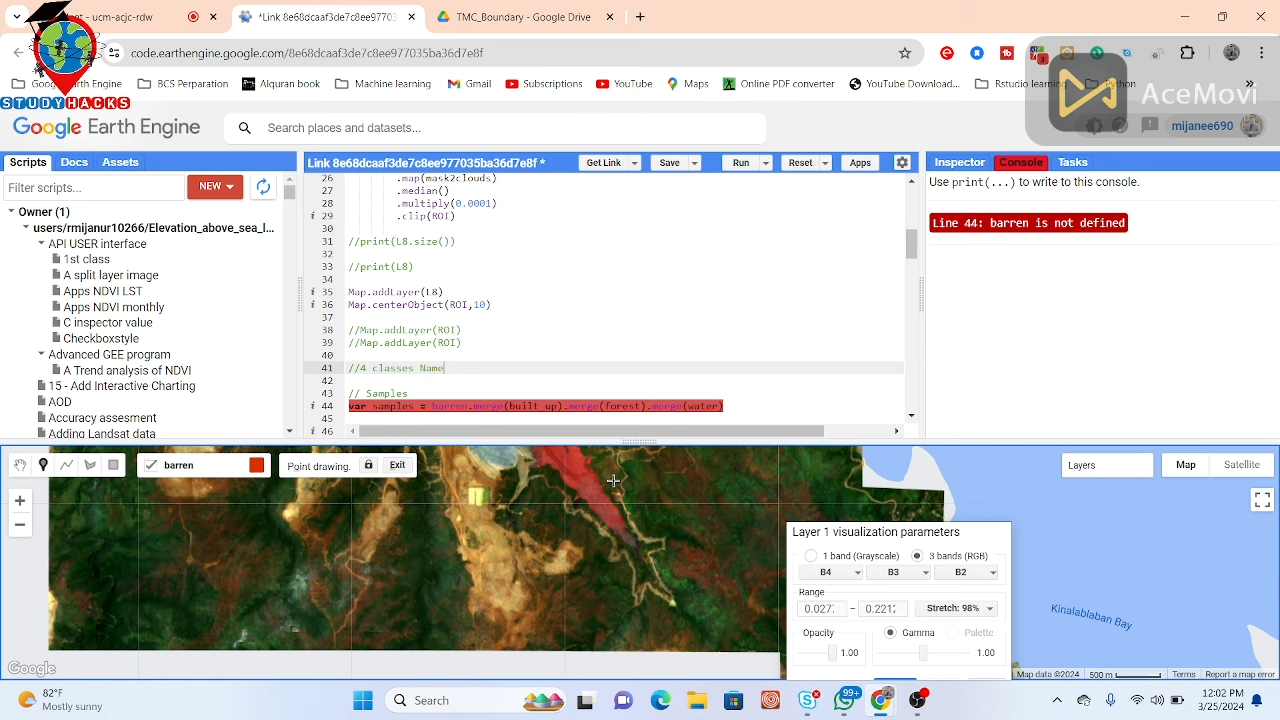 ucm-acjc-rdw
*Link 8e68dcaaf3de7c8ee97703
TMC_Boundary - Google Drive
code.earthengine.google.com/8e68dcaaf3de7c8ee977035ba36d7e8f
BCS Preparation
Alquran book
Machine learning
Gmail
Subscriptions
YouTube
Maps
Online PDF converter
YouTube Download...
Rstudio learning
Python
STUDYHACKS
AceMovi
Google Earth Engine
Search places and datasets...
mijanee690
Scripts
Docs
Assets
Link 8e68dcaaf3de7c8ee977035ba36d7e8f *
Get Link
Save
Run
Reset
Apps
Inspector
Console
Tasks
Filter scripts...
NEW
Owner (1)
users/rmijanur10266/Elevation_above_sea_l...
API USER interface
1st class
A split layer image
Apps NDVI LST
Apps NDVI monthly
C inspector value
Checkboxstyle
Advanced GEE program
A Trend analysis of NDVI
15 - Add Interactive Charting
AOD
Accuracy assesment
Adding Landsat data
26 .map(mask2clouds)
27 .median()
28 .multiply(0.0001)
i 29 .clip(ROI)
30
31 //print(L8.size())
32
33 //print(L8)
34
i 35 Map.addLayer(L8)
i 36 Map.centerObject(ROI,10)
37
38 //Map.addLayer(ROI)
39 //Map.addLayer(ROI)
40
41 //4 classes Name
42
43 // Samples
i 44 var samples = barren.merge(built_up).merge(forest).merge(water)
45
i 46
Use print(...) to write to this console.
Line 44: barren is not defined
barren
Point drawing.
Exit
Layers
Map
Satellite
Layer 1 visualization parameters
1 band (Grayscale)
3 bands (RGB)
B4
B3
B2
Range
0.027
–
0.2212
Stretch: 98%
Opacity
Gamma
Palette
1.00
1.00
Kinalablaban Bay
Google
Map data ©2024
500 m
Terms
Report a map error
82°F
Mostly sunny
Search
99+
12:02 PM
3/25/2024